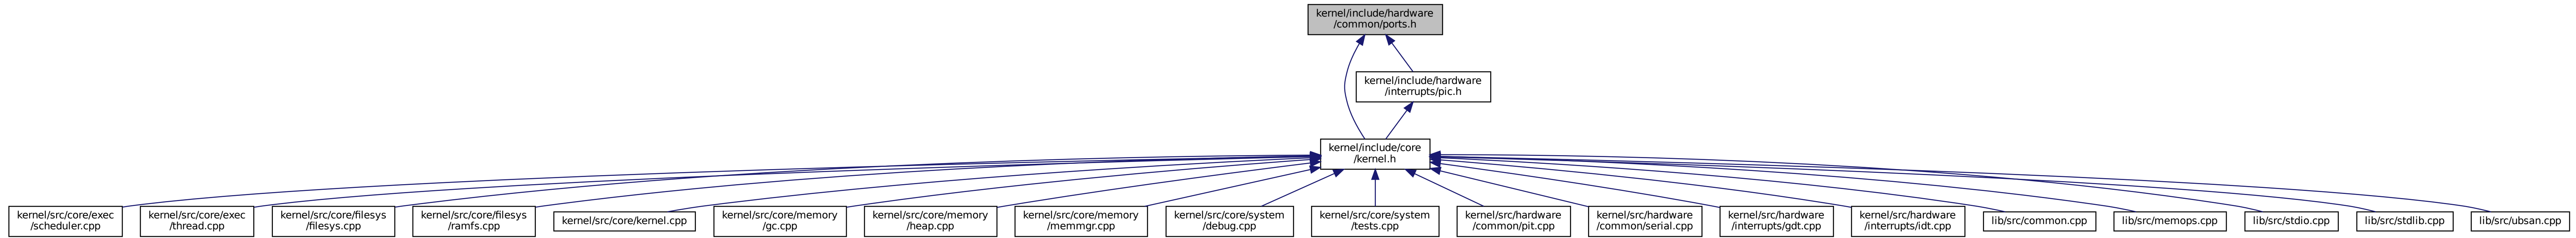 kernel/include/hardware
/common/ports.h
kernel/include/hardware
/interrupts/pic.h
kernel/include/core
/kernel.h
kernel/src/core/exec
/scheduler.cpp
kernel/src/core/exec
/thread.cpp
kernel/src/core/filesys
/filesys.cpp
kernel/src/core/filesys
/ramfs.cpp
kernel/src/core/kernel.cpp
kernel/src/core/memory
/gc.cpp
kernel/src/core/memory
/heap.cpp
kernel/src/core/memory
/memmgr.cpp
kernel/src/core/system
/debug.cpp
kernel/src/core/system
/tests.cpp
kernel/src/hardware
/common/pit.cpp
kernel/src/hardware
/common/serial.cpp
kernel/src/hardware
/interrupts/gdt.cpp
kernel/src/hardware
/interrupts/idt.cpp
lib/src/common.cpp
lib/src/memops.cpp
lib/src/stdio.cpp
lib/src/stdlib.cpp
lib/src/ubsan.cpp